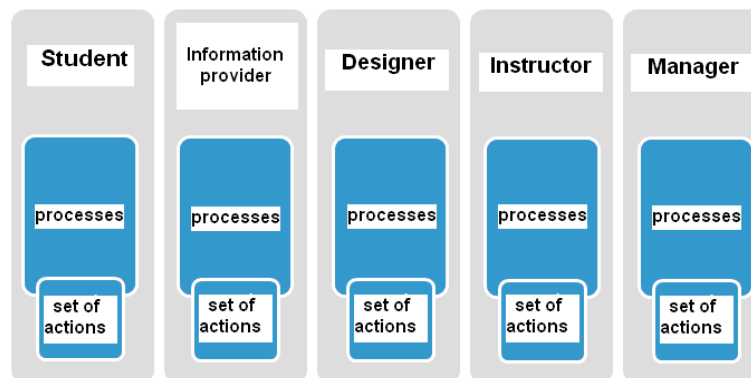 Student
Information
provider
Designer
Instructor
Manager
processes
processes
processes
processes
processes
set of
actions
set of
actions
set of
actions
set of
actions
set of
actions